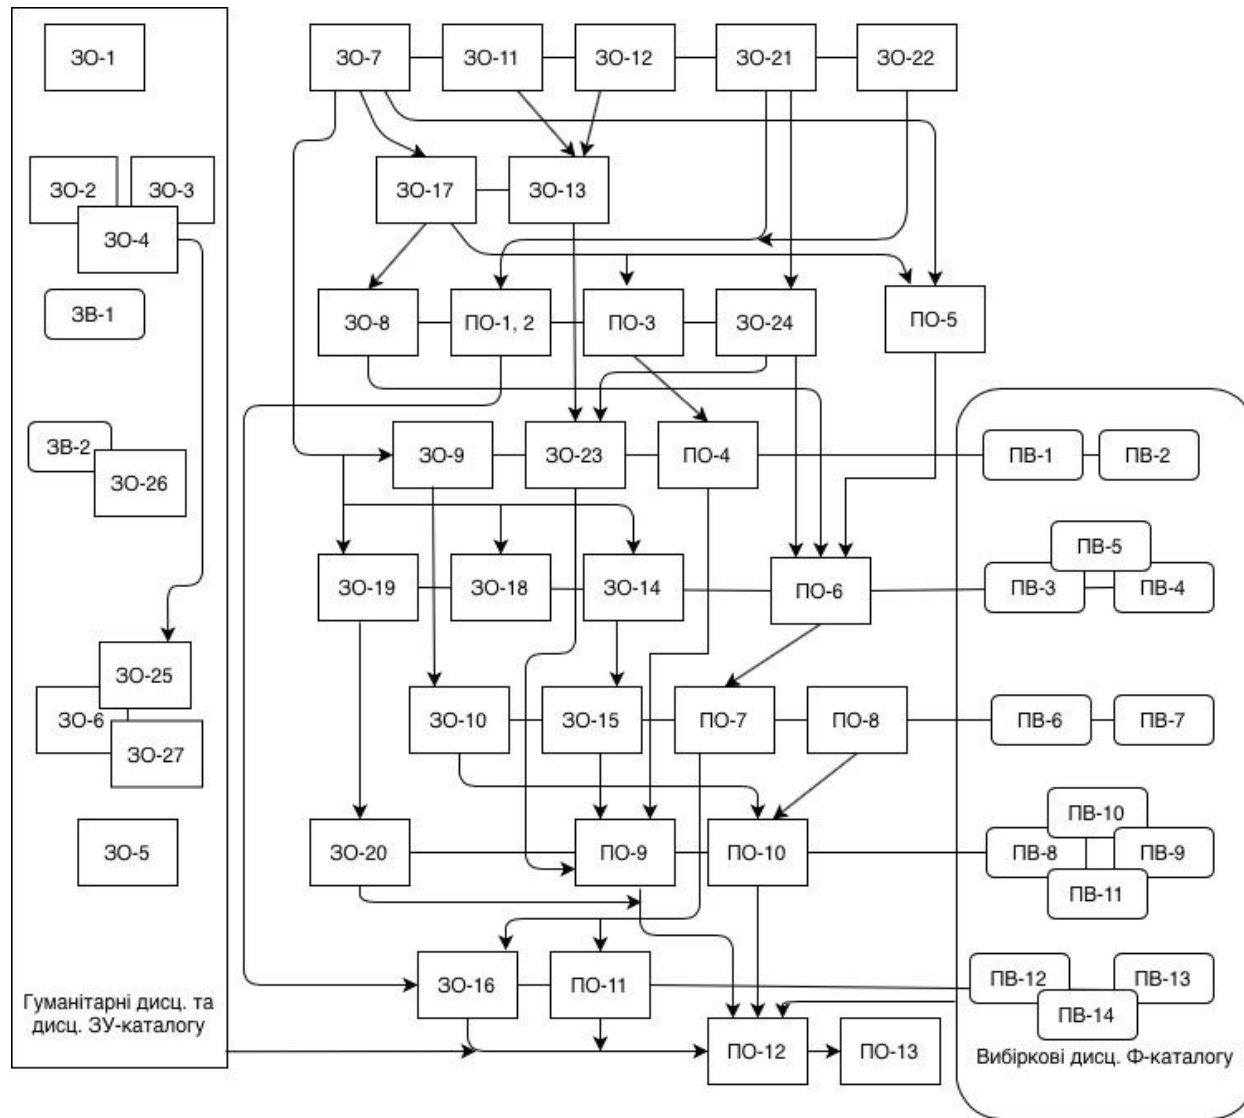 ЗО-1
ЗО-7
ЗО-11
ЗО-12
ЗО-21
ЗО-22
ЗО-2
ЗО-3
ЗО-4
ЗО-17
ЗО-13
ЗВ-1
ЗО-8
ПО-1, 2
ПО-3
ЗО-24
ПО-5
ЗВ-2
ЗО-26
ЗО-9
ЗО-23
ПО-4
ПВ-1
ПВ-2
ЗО-19
ЗО-18
ЗО-14
ПО-6
ПВ-5
ПВ-3
ПВ-4
ЗО-25
ЗО-6
ЗО-27
ЗО-10
ЗО-15
ПО-7
ПО-8
ПВ-6
ПВ-7
ЗО-5
ЗО-20
ПО-9
ПО-10
ПВ-10
ПВ-8
ПВ-9
ПВ-11
ЗО-16
ПО-11
ПВ-12
ПВ-13
ПВ-14
Гуманітарні дисц. та
дисц. ЗУ-каталогу
ПО-12
ПО-13
Вибіркові дисц. Ф-каталогу